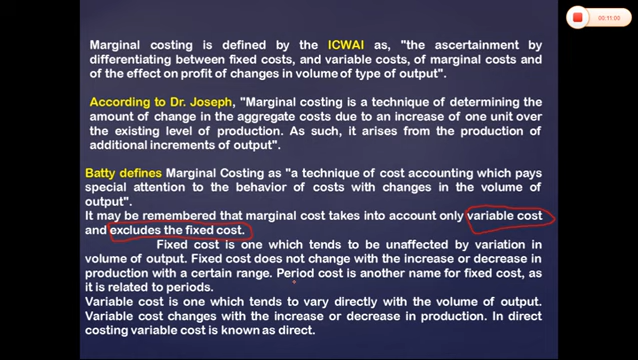 00:11:00
Marginal costing is defined by the ICWAI as, "the ascertainment by
differentiating between fixed costs, and variable costs, of marginal costs and
of the effect on profit of changes in volume of type of output".
According to Dr. Joseph, "Marginal costing is a technique of determining the
amount of change in the aggregate costs due to an increase of one unit over
the existing level of production. As such, it arises from the production of
additional increments of output".
Batty defines Marginal Costing as "a technique of cost accounting which pays
special attention to the behavior of costs with changes in the volume of
output".
It may be remembered that marginal cost takes into account only variable cost
and excludes the fixed cost.
Fixed cost is one which tends to be unaffected by variation in
volume of output. Fixed cost does not change with the increase or decrease in
production with a certain range. Period cost is another name for fixed cost, as
it is related to periods.
Variable cost is one which tends to vary directly with the volume of output.
Variable cost changes with the increase or decrease in production. In direct
costing variable cost is known as direct.